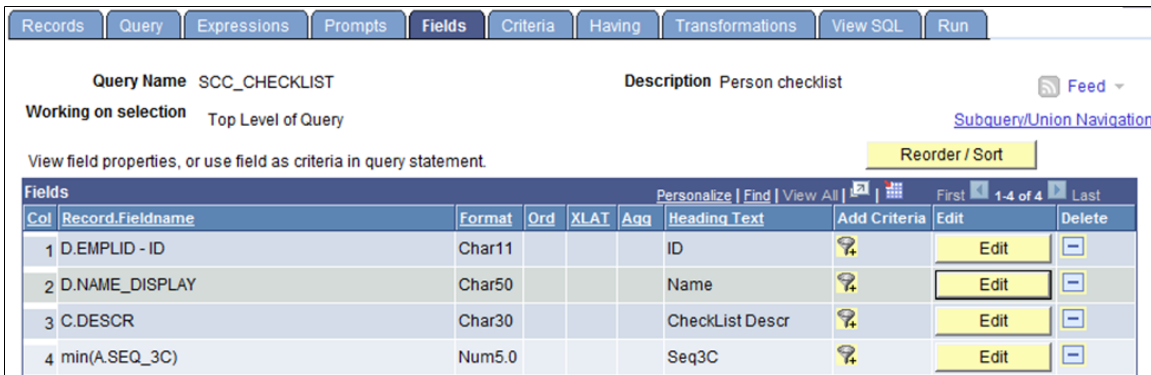 Records Query Expressions Prompts Fields Criteria Having Transformations View SQL Run
Query Name SCC_CHECKLIST Description Person checklist Feed
Working on selection Top Level of Query Subquery/Union Navigation
View field properties, or use field as criteria in query statement. Reorder / Sort
Fields Personalize | Find | View All | | First 1-4 of 4 Last
Col Record.Fieldname Format Ord XLAT Agg Heading Text Add Criteria Edit Delete
1 D.EMPLID - ID Char11 ID Edit
2 D.NAME_DISPLAY Char50 Name Edit
3 C.DESCR Char30 CheckList Descr Edit
4 min(A.SEQ_3C) Num5.0 Seq3C Edit